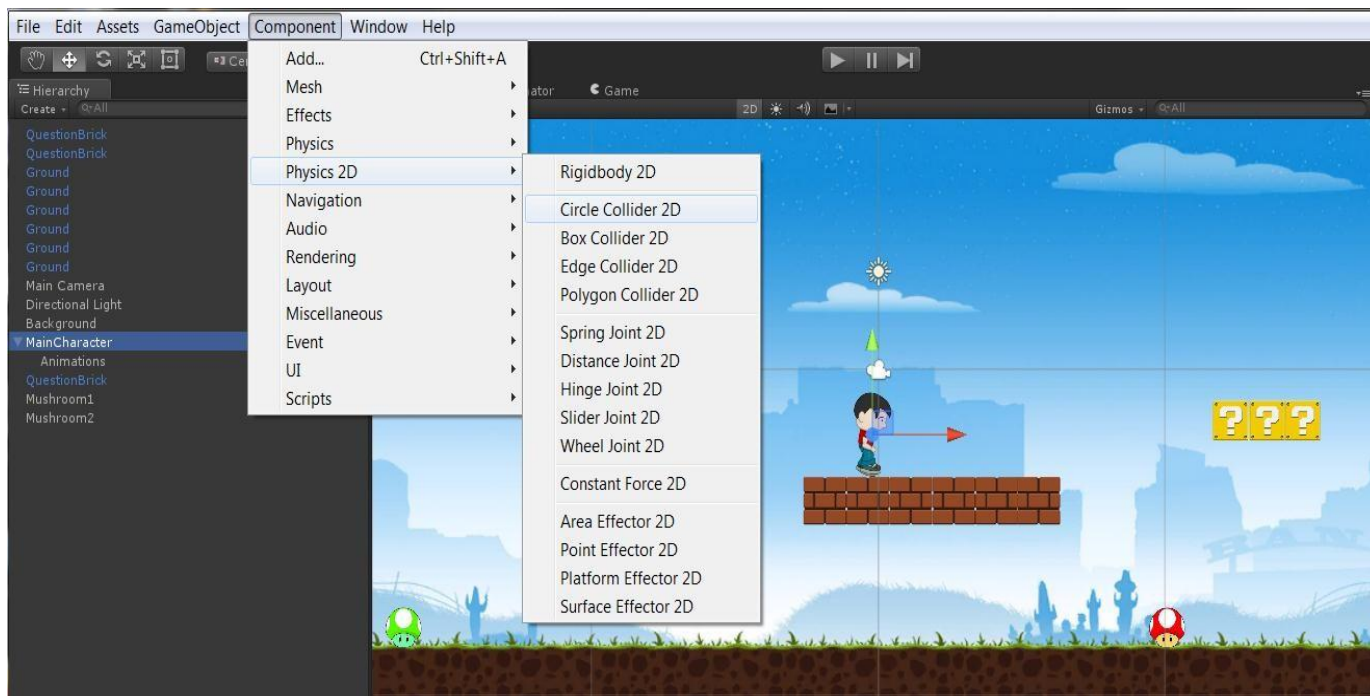 File Edit Assets GameObject Component Window Help
Hierarchy
Create All
QuestionBrick
QuestionBrick
Ground
Ground
Ground
Ground
Ground
Ground
Main Camera
Directional Light
Background
MainCharacter
Animations
QuestionBrick
Mushroom1
Mushroom2
Add... Ctrl+Shift+A
Mesh
Effects
Physics
Physics 2D
Navigation
Audio
Rendering
Layout
Miscellaneous
Event
UI
Scripts
Rigidbody 2D
Circle Collider 2D
Box Collider 2D
Edge Collider 2D
Polygon Collider 2D
Spring Joint 2D
Distance Joint 2D
Hinge Joint 2D
Slider Joint 2D
Wheel Joint 2D
Constant Force 2D
Area Effector 2D
Point Effector 2D
Platform Effector 2D
Surface Effector 2D
Game
2D Gizmos All
? ? ?